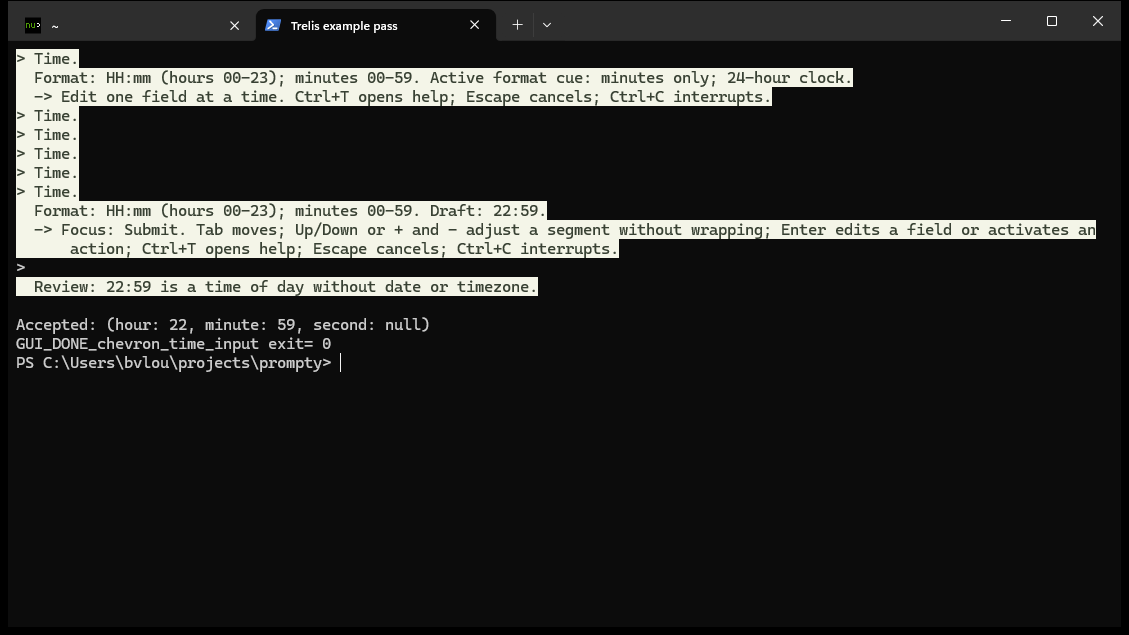 nu> ~
Trelis example pass
> Time.
Format: HH:mm (hours 00-23); minutes 00-59. Active format cue: minutes only; 24-hour clock.
-> Edit one field at a time. Ctrl+T opens help; Escape cancels; Ctrl+C interrupts.
> Time.
> Time.
> Time.
> Time.
> Time.
Format: HH:mm (hours 00-23); minutes 00-59. Draft: 22:59.
-> Focus: Submit. Tab moves; Up/Down or + and - adjust a segment without wrapping; Enter edits a field or activates an
action; Ctrl+T opens help; Escape cancels; Ctrl+C interrupts.
>
Review: 22:59 is a time of day without date or timezone.
Accepted: (hour: 22, minute: 59, second: null)
GUI_DONE_chevron_time_input exit= 0
PS C:\Users\bvlou\projects\prompty>